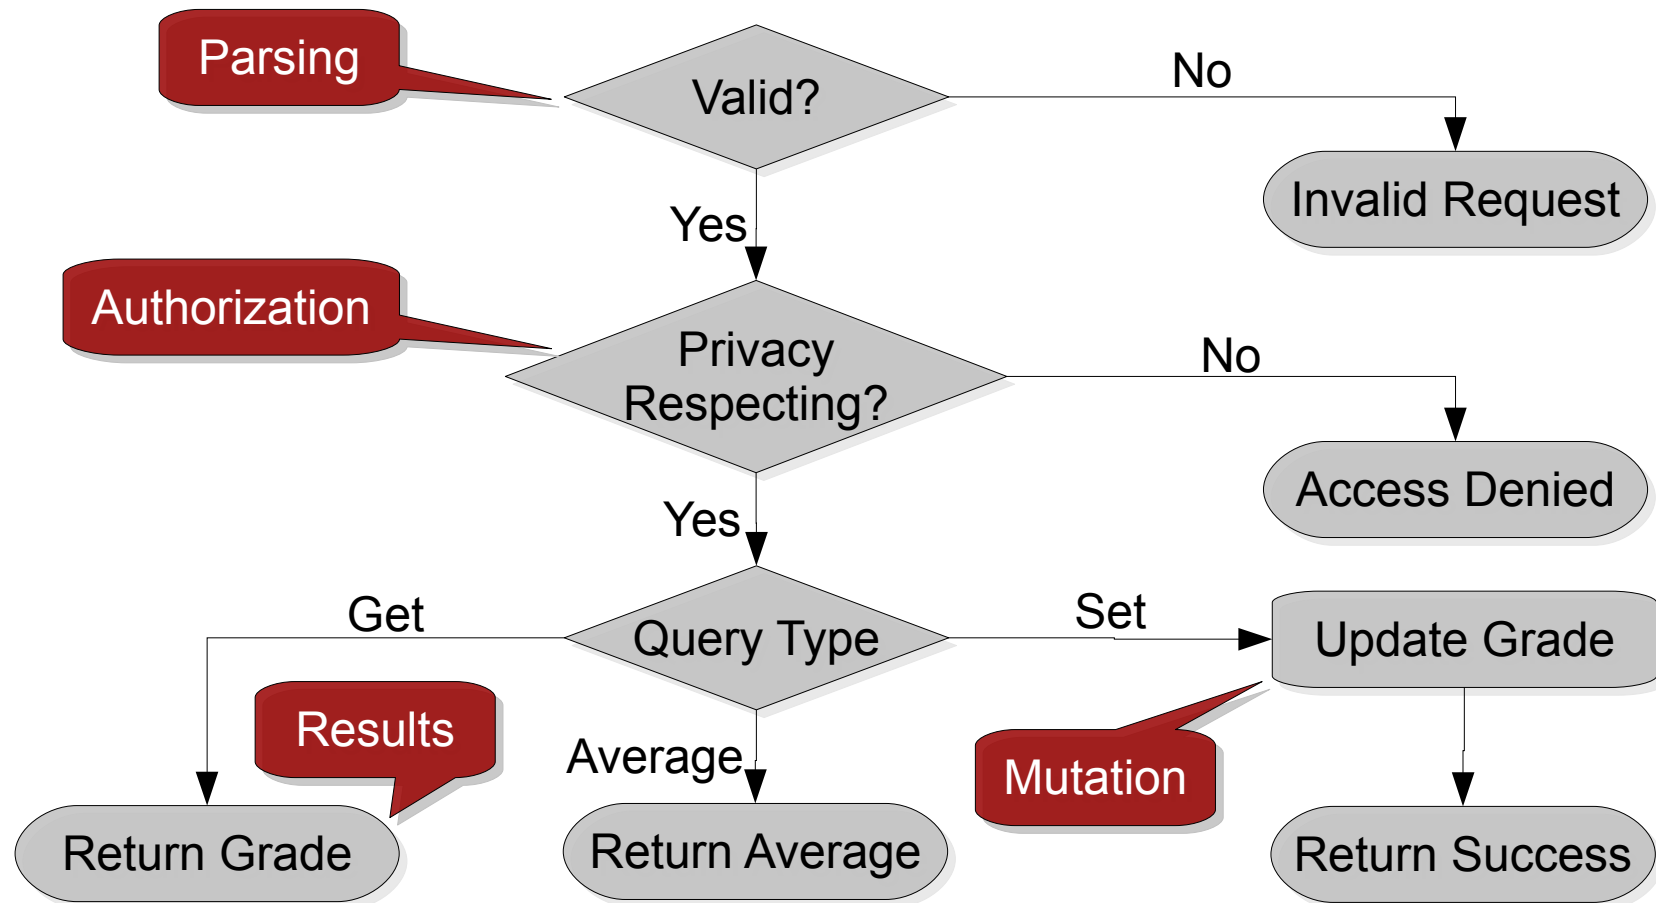 Parsing
Valid?
No
Invalid Request
Yes
Authorization
Privacy
Respecting?
No
Access Denied
Yes
Get
Query Type
Set
Update Grade
Results
Average
Mutation
Return Grade
Return Average
Return Success